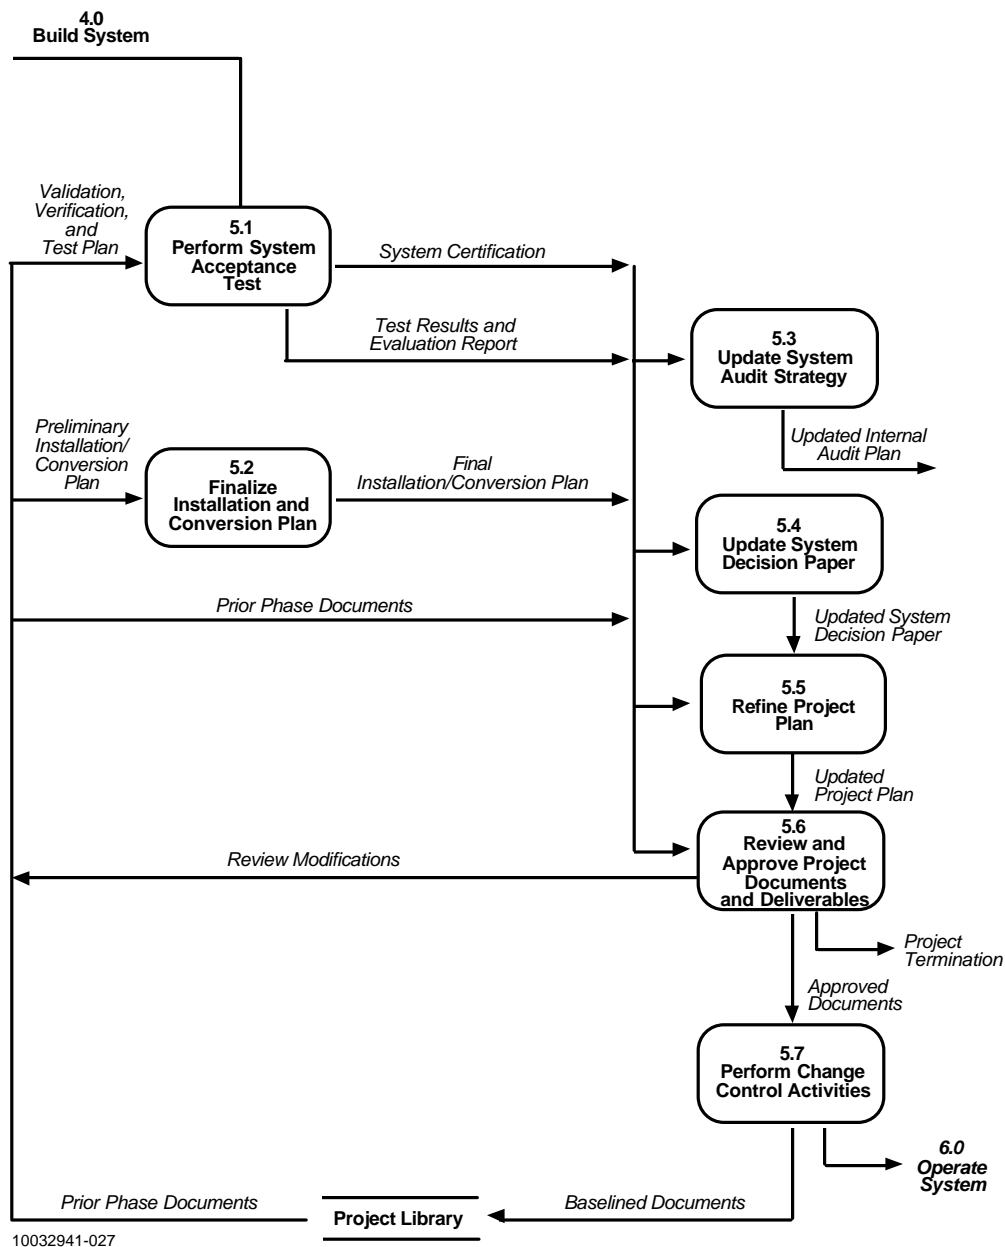 4.0
Build System
Validation,
Verification,
and
Test Plan
5.1
Perform System
Acceptance
Test
System Certification
Test Results and
Evaluation Report
5.3
Update System
Audit Strategy
Updated Internal
Audit Plan
Preliminary
Installation/
Conversion
Plan
5.2
Finalize
Installation and
Conversion Plan
Final
Installation/Conversion Plan
5.4
Update System
Decision Paper
Prior Phase Documents
Updated System
Decision Paper
5.5
Refine Project
Plan
Updated
Project Plan
5.6
Review and
Approve Project
Documents
and Deliverables
Review Modifications
Project
Termination
Approved
Documents
5.7
Perform Change
Control Activities
6.0
Operate
System
Prior Phase Documents
Project Library
Baselined Documents
10032941-027